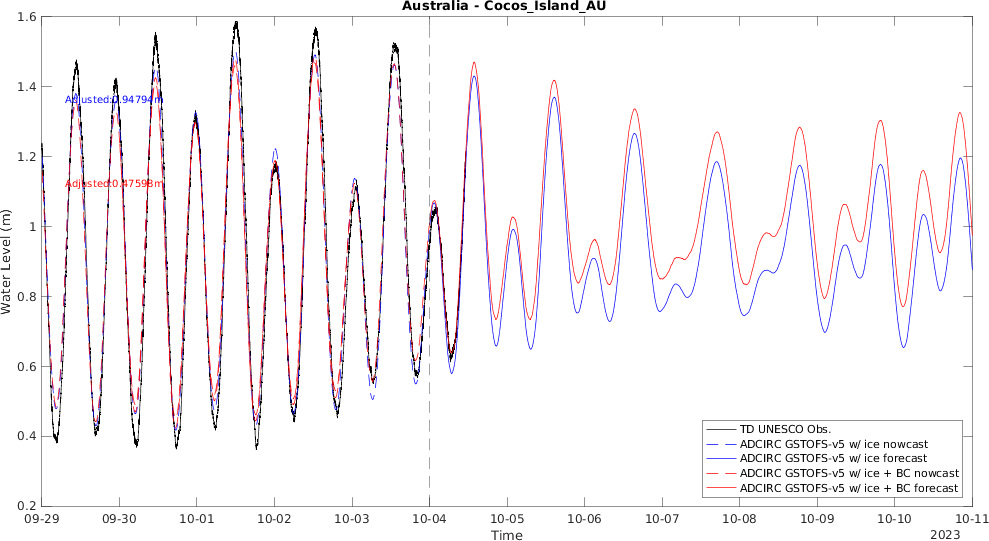 Australia - Cocos_Island_AU
Water Level (m)
1.6
1.4
1.2
1
0.8
0.6
0.4
0.2
Adjusted:0.94794m
Adjusted:0.47593m
TD UNESCO Obs.
ADCIRC GSTOFS-v5 w/ ice nowcast
ADCIRC GSTOFS-v5 w/ ice forecast
ADCIRC GSTOFS-v5 w/ ice + BC nowcast
ADCIRC GSTOFS-v5 w/ ice + BC forecast
09-29 09-30 10-01 10-02 10-03 10-04 10-05 10-06 10-07 10-08 10-09 10-10 10-11
Time
2023